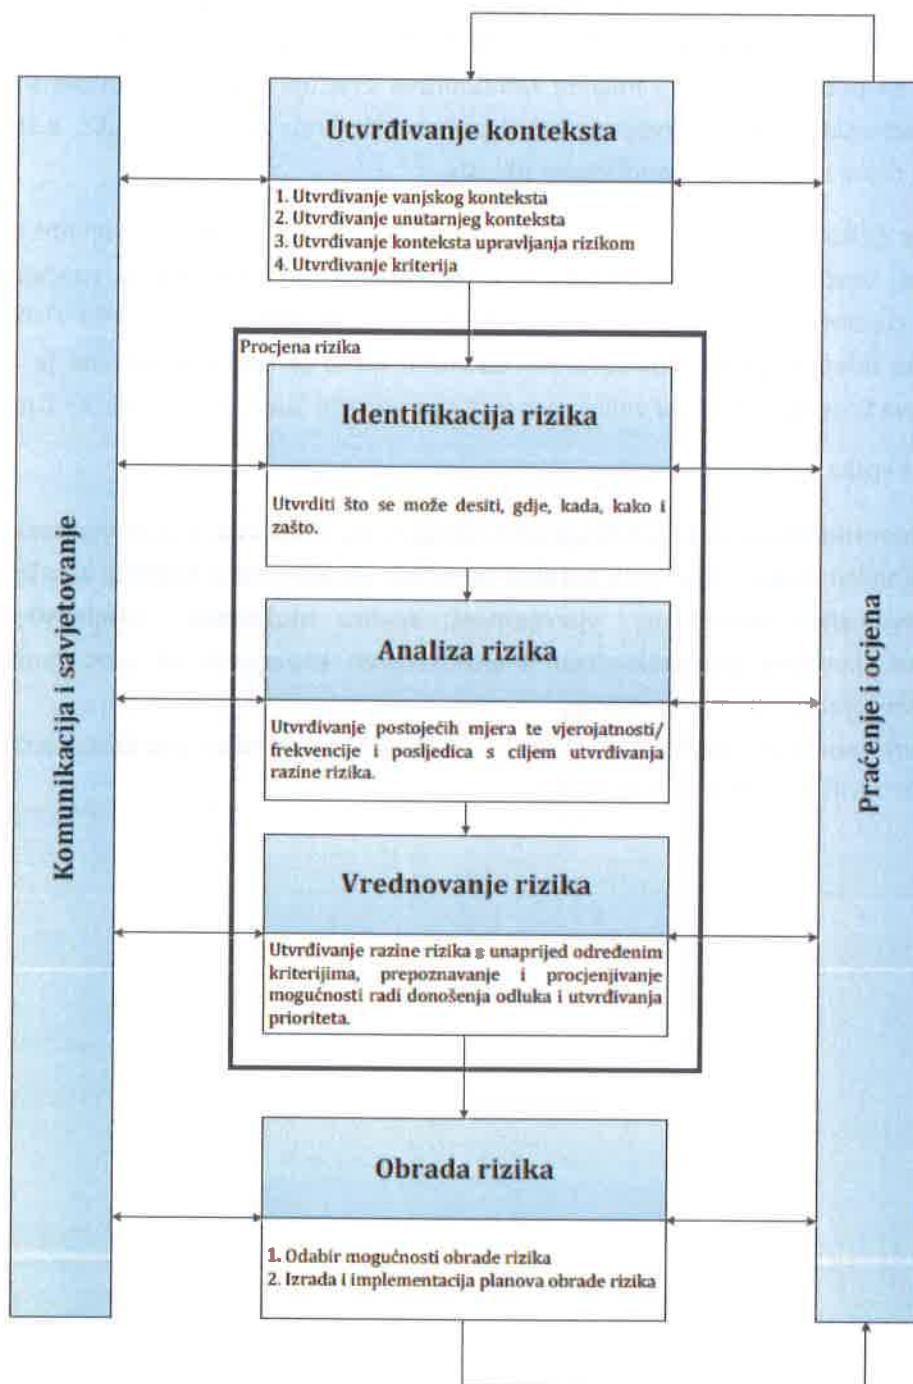 Utvrđivanje konteksta
1. Utvrđivanje vanjskog konteksta
2. Utvrđivanje unutarnjeg konteksta
3. Utvrđivanje konteksta upravljanja rizikom
4. Utvrđivanje kriterija
Procjena rizika
Identifikacija rizika
Utvrditi što se može desiti, gdje, kada, kako i
zašto.
Analiza rizika
Utvrđivanje postojećih mjera te vjerojatnosti/
frekvencije i posljedica s ciljem utvrđivanja
razine rizika.
Vrednovanje rizika
Utvrđivanje razine rizika s unaprijed određenim
kriterijima, prepoznavanje i procjenjivanje
mogućnosti radi donošenja odluka i utvrđivanja
prioriteta.
Obrada rizika
1. Odabir mogućnosti obrade rizika
2. Izrada i implementacija planova obrade rizika
Komunikacija i savjetovanje
Praćenje i ocjena